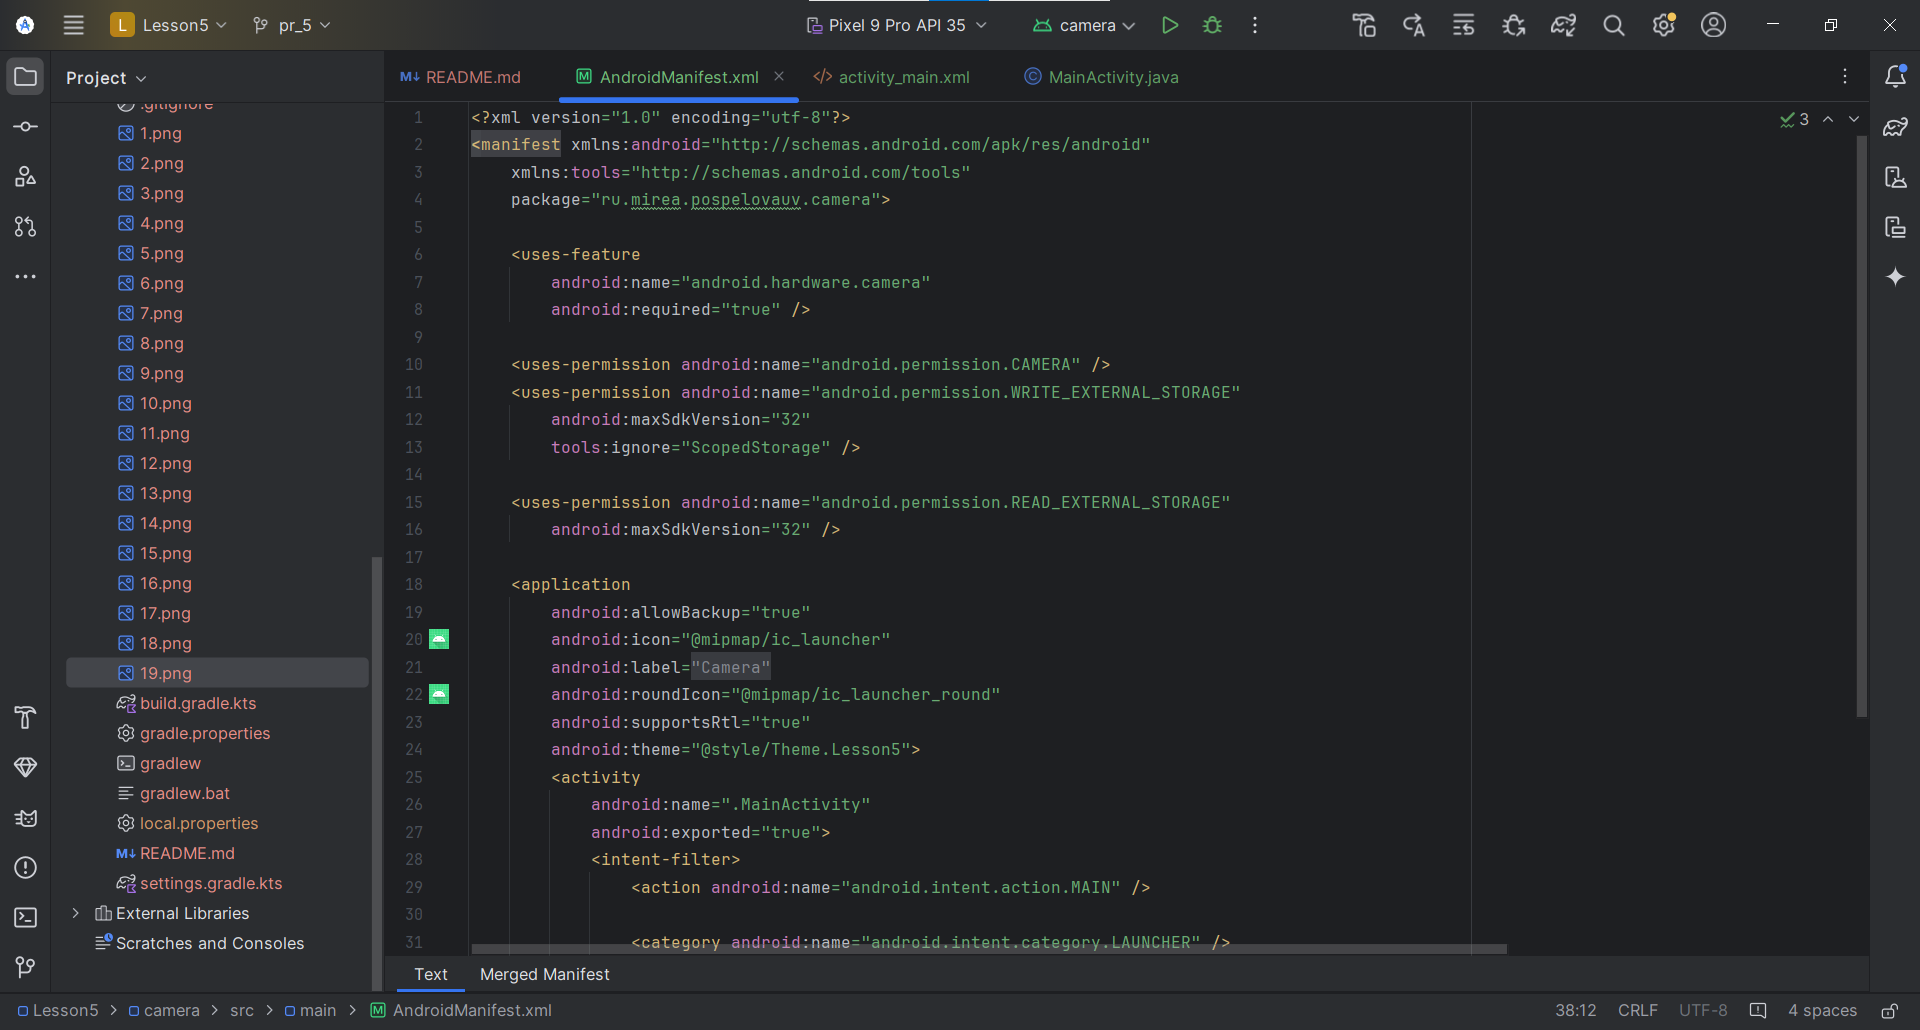 L Lesson5 pr_5 Pixel 9 Pro API 35 camera
Project
README.md AndroidManifest.xml activity_main.xml MainActivity.java
.gitignore
1.png
2.png
3.png
4.png
5.png
6.png
7.png
8.png
9.png
10.png
11.png
12.png
13.png
14.png
15.png
16.png
17.png
18.png
19.png
build.gradle.kts
gradle.properties
gradlew
gradlew.bat
local.properties
README.md
settings.gradle.kts
External Libraries
Scratches and Consoles
3
1 <?xml version="1.0" encoding="utf-8"?>
2 <manifest xmlns:android="http://schemas.android.com/apk/res/android"
3 xmlns:tools="http://schemas.android.com/tools"
4 package="ru.mirea.pospelovauv.camera">
5
6 <uses-feature
7 android:name="android.hardware.camera"
8 android:required="true" />
9
10 <uses-permission android:name="android.permission.CAMERA" />
11 <uses-permission android:name="android.permission.WRITE_EXTERNAL_STORAGE"
12 android:maxSdkVersion="32"
13 tools:ignore="ScopedStorage" />
14
15 <uses-permission android:name="android.permission.READ_EXTERNAL_STORAGE"
16 android:maxSdkVersion="32" />
17
18 <application
19 android:allowBackup="true"
20 android:icon="@mipmap/ic_launcher"
21 android:label="Camera"
22 android:roundIcon="@mipmap/ic_launcher_round"
23 android:supportsRtl="true"
24 android:theme="@style/Theme.Lesson5">
25 <activity
26 android:name=".MainActivity"
27 android:exported="true">
28 <intent-filter>
29 <action android:name="android.intent.action.MAIN" />
30
31 <category android:name="android.intent.category.LAUNCHER" />
Text Merged Manifest
Lesson5 > camera > src > main > AndroidManifest.xml 38:12 CRLF UTF-8 4 spaces